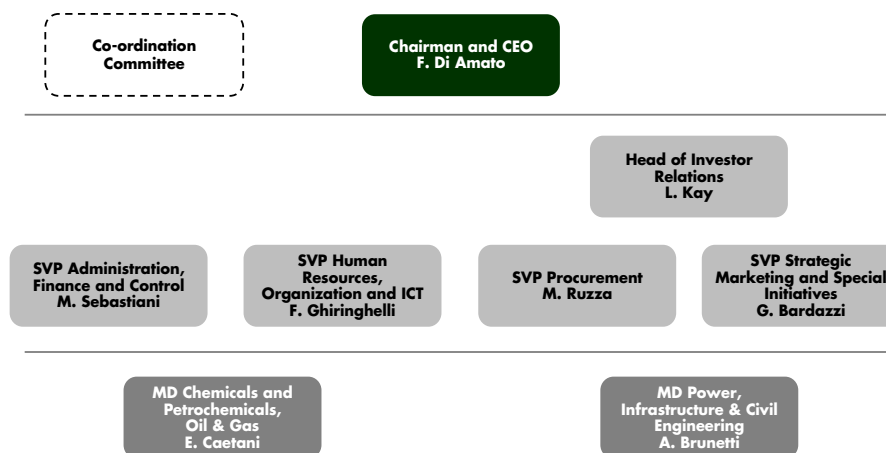 Co-ordination
Committee
Chairman and CEO
F. Di Amato
Head of Investor
Relations
L. Kay
SVP Administration,
Finance and Control
M. Sebastiani
SVP Human
Resources,
Organization and ICT
F. Ghiringhelli
SVP Procurement
M. Ruzza
SVP Strategic
Marketing and Special
Initiatives
G. Bardazzi
MD Chemicals and
Petrochemicals,
Oil & Gas
E. Caetani
MD Power,
Infrastructure & Civil
Engineering
A. Brunetti